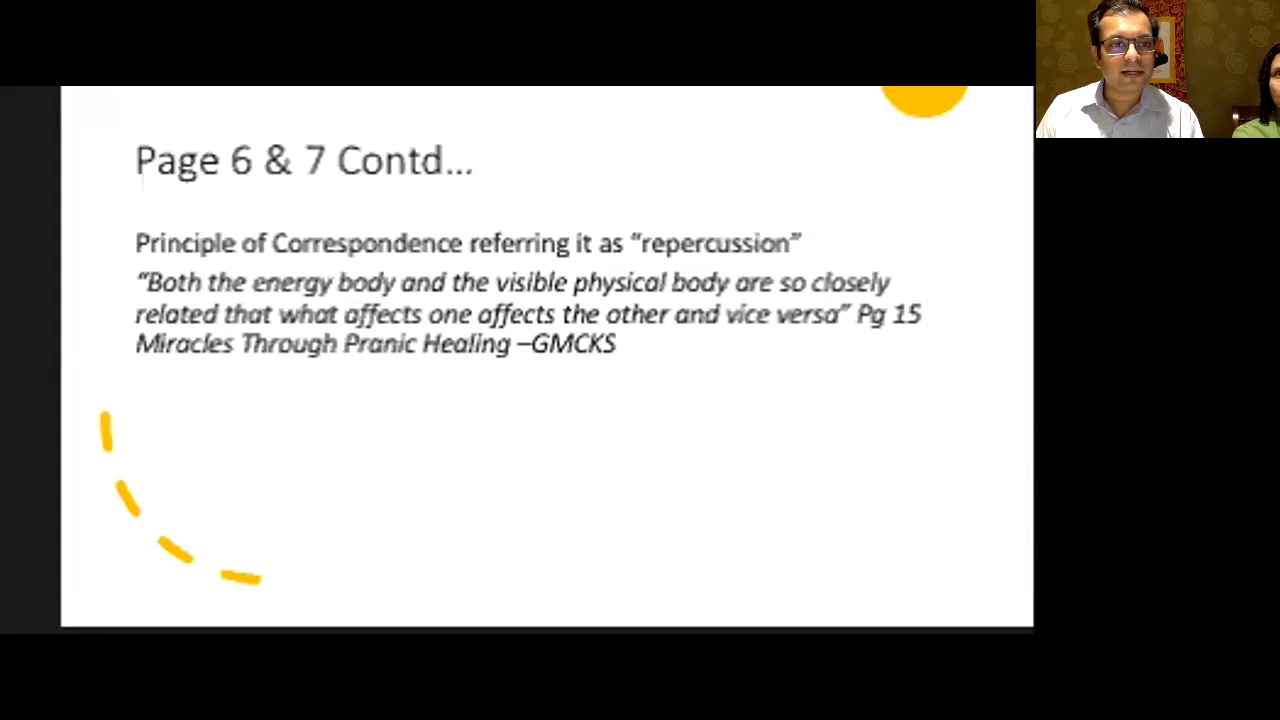 Page 6 & 7 Contd...
Principle of Correspondence referring it as “repercussion”
“Both the energy body and the visible physical body are so closely
related that what affects one affects the other and vice versa” Pg 15
Miracles Through Pranic Healing –GMCKS